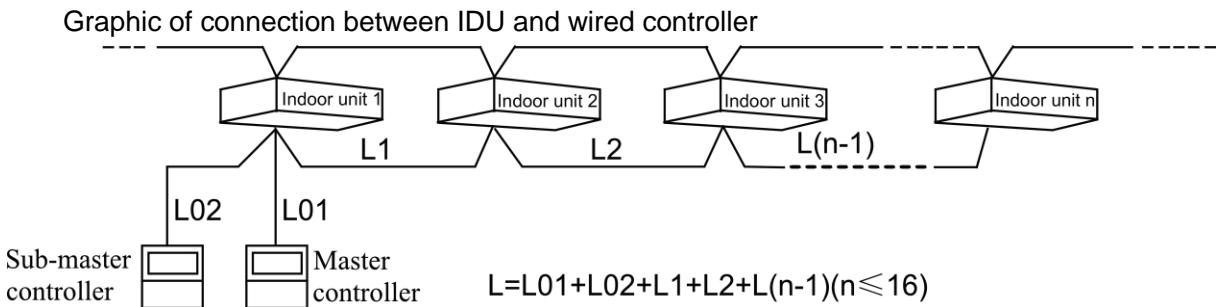 Graphic of connection between IDU and wired controller
Indoor unit 1
Indoor unit 2
Indoor unit 3
Indoor unit n
L1
L2
L(n-1)
L02
L01
Sub-master
controller
Master
controller
L=L01+L02+L1+L2+L(n-1)(n≤16)